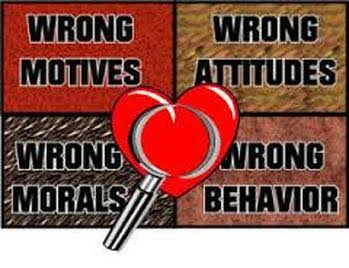 WRONG
MOTIVES
WRONG
ATTITUDES
WRONG
MORALS
WRONG
BEHAVIOR